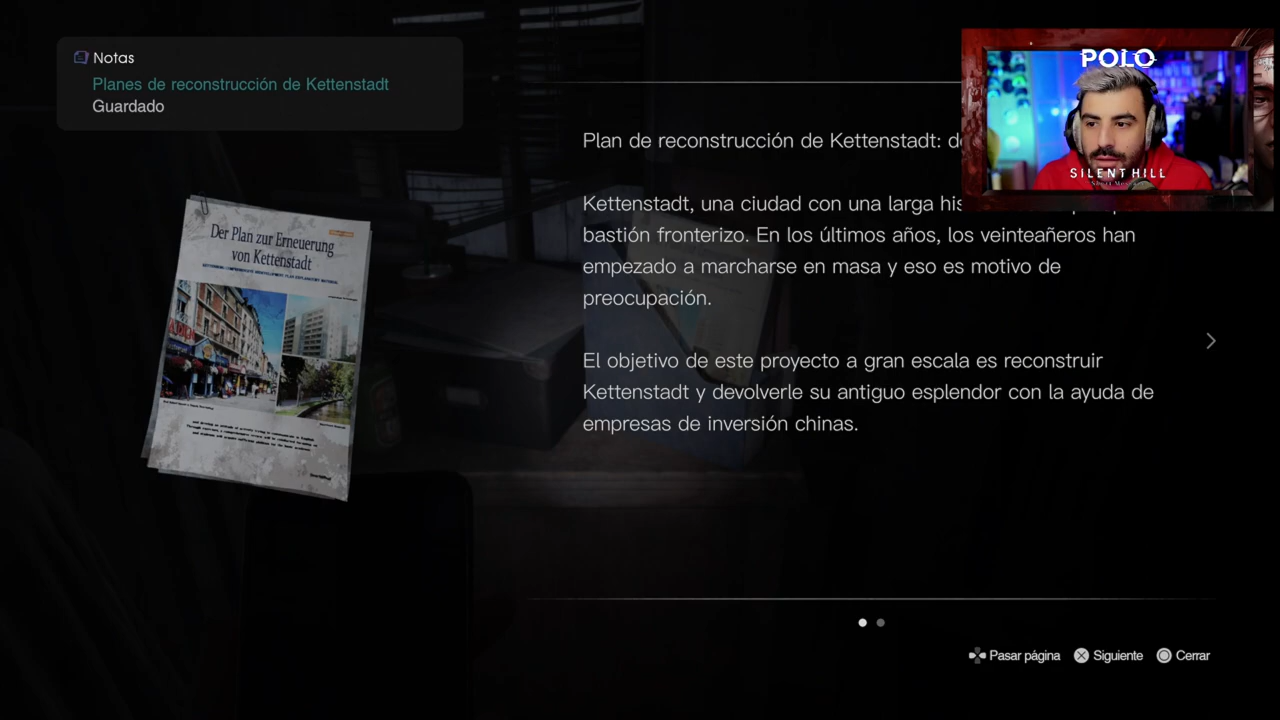 Notas
Planes de reconstrucción de Kettenstadt
Guardado
POLO
SILENT HILL
Plan de reconstrucción de Kettenstadt:
Kettenstadt, una ciudad con una larga
bastión fronterizo. En los últimos años, los veinteañeros han
empezado a marcharse en masa y eso es motivo de
preocupación.
El objetivo de este proyecto a gran escala es reconstruir
Kettenstadt y devolverle su antiguo esplendor con la ayuda de
empresas de inversión chinas.
Der Plan zur Erneuerung
von Kettenstadt
Pasar página
Siguiente
Cerrar